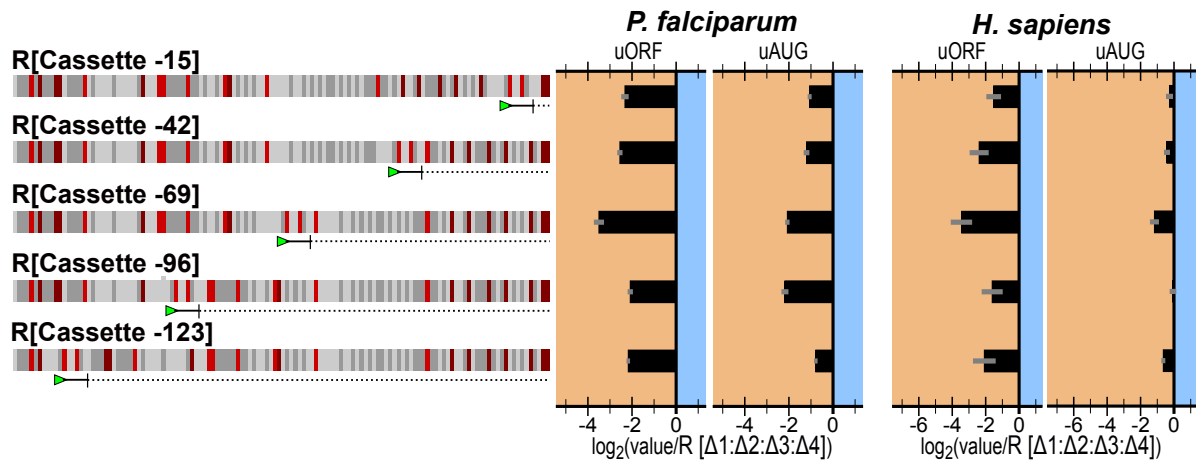 P. falciparum H. sapiens
uORF uAUG uORF uAUG
R[Cassette -15]
R[Cassette -42]
R[Cassette -69]
R[Cassette -96]
R[Cassette -123]
-4 -2 0 -4 -2 0 -6 -4 -2 0 -6 -4 -2 0
log2(value/R [Δ1:Δ2:Δ3:Δ4]) log2(value/R [Δ1:Δ2:Δ3:Δ4])